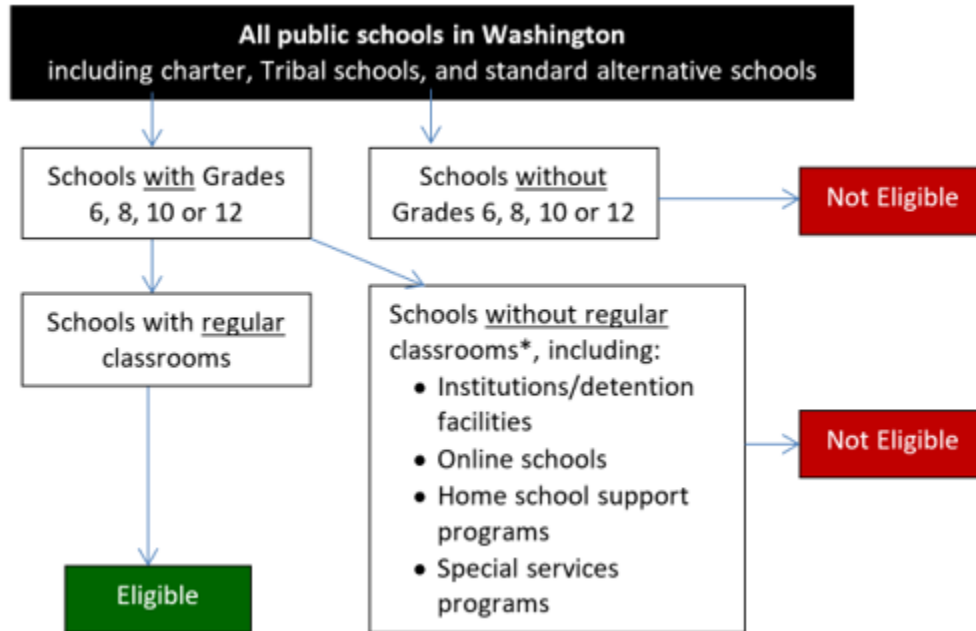 All public schools in Washington
including charter, Tribal schools, and standard alternative schools
Schools with Grades
6, 8, 10 or 12
Schools without
Grades 6, 8, 10 or 12
Not Eligible
Schools with regular
classrooms
Schools without regular
classrooms*, including:
• Institutions/detention
facilities
• Online schools
• Home school support
programs
• Special services
programs
Not Eligible
Eligible